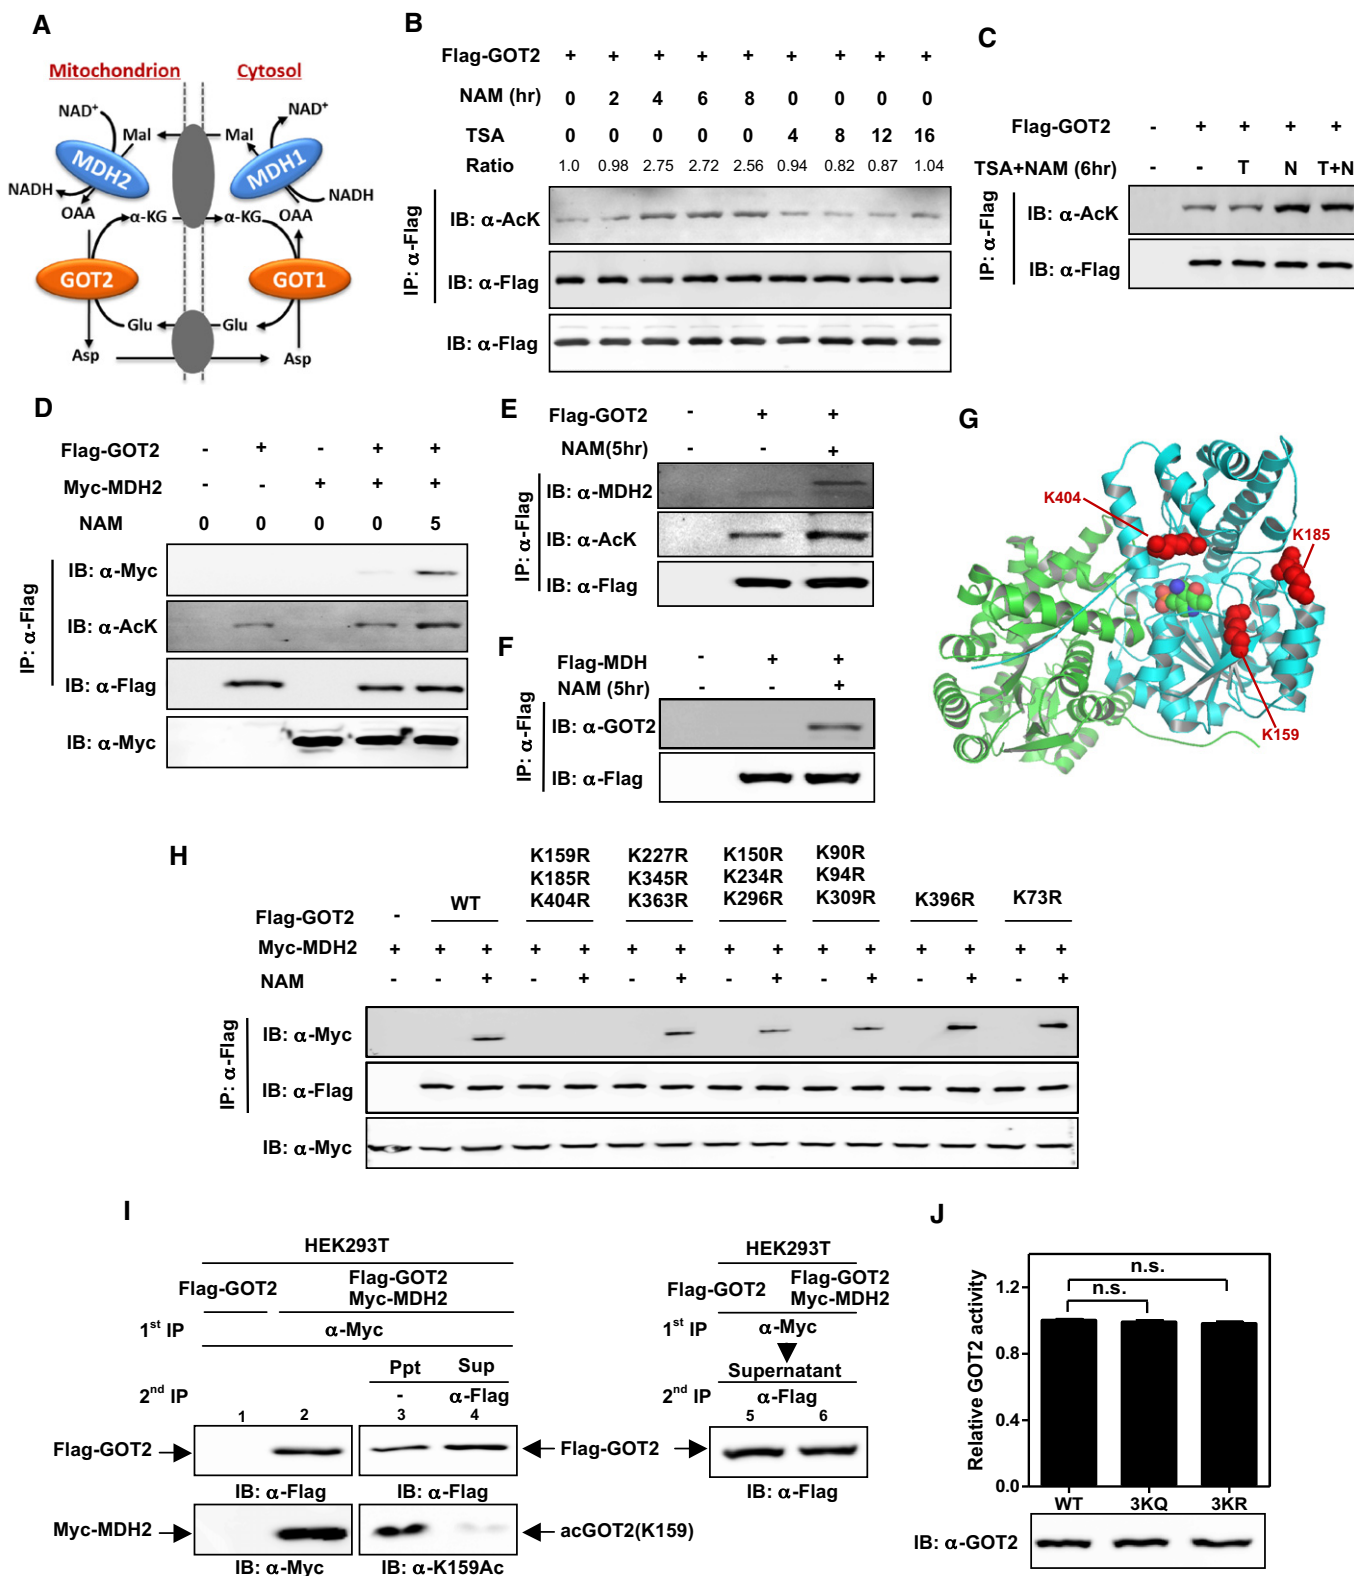 A
Mitochondrion Cytosol
NAD+ NAD+
Mal Mal
MDH2 MDH1
NADH NADH
OAA α-KG α-KG OAA
GOT2 GOT1
Glu Glu
Asp Asp
B
Flag-GOT2 + + + + + + + + +
NAM (hr) 0 2 4 6 8 0 0 0 0
TSA 0 0 0 0 0 4 8 12 16
Ratio 1.0 0.98 2.75 2.72 2.56 0.94 0.82 0.87 1.04
IP: α-Flag
IB: α-AcK
IB: α-Flag
IB: α-Flag
C
Flag-GOT2 - + + + +
TSA+NAM (6hr) - - T N T+N
IP: α-Flag
IB: α-AcK
IB: α-Flag
D
Flag-GOT2 - + - + +
Myc-MDH2 - - + + +
NAM 0 0 0 0 5
IP: α-Flag
IB: α-Myc
IB: α-AcK
IB: α-Flag
IB: α-Myc
E
Flag-GOT2 - + +
NAM(5hr) - - +
IP: α-Flag
IB: α-MDH2
IB: α-AcK
IB: α-Flag
F
Flag-MDH - + +
NAM (5hr) - - +
IP: α-Flag
IB: α-GOT2
IB: α-Flag
G
K404
K185
K159
H
K159R K227R K150R K90R
K185R K345R K234R K94R
WT K404R K363R K296R K309R K396R K73R
Flag-GOT2 -
Myc-MDH2 + + + + + + + + + + + + + + +
NAM - - + - + - + - + - + - + - +
IP: α-Flag
IB: α-Myc
IB: α-Flag
IB: α-Myc
I
HEK293T
Flag-GOT2 Flag-GOT2
Myc-MDH2
1st IP α-Myc
Ppt Sup
2nd IP - α-Flag
1 2 3 4
Flag-GOT2 Flag-GOT2
IB: α-Flag IB: α-Flag
Myc-MDH2 acGOT2(K159)
IB: α-Myc IB: α-K159Ac
HEK293T
Flag-GOT2 Flag-GOT2
Myc-MDH2
1st IP α-Myc
Supernatant
2nd IP α-Flag
5 6
IB: α-Flag
J
Relative GOT2 activity
1.2
0.8
0.4
0.0
n.s.
n.s.
WT 3KQ 3KR
IB: α-GOT2